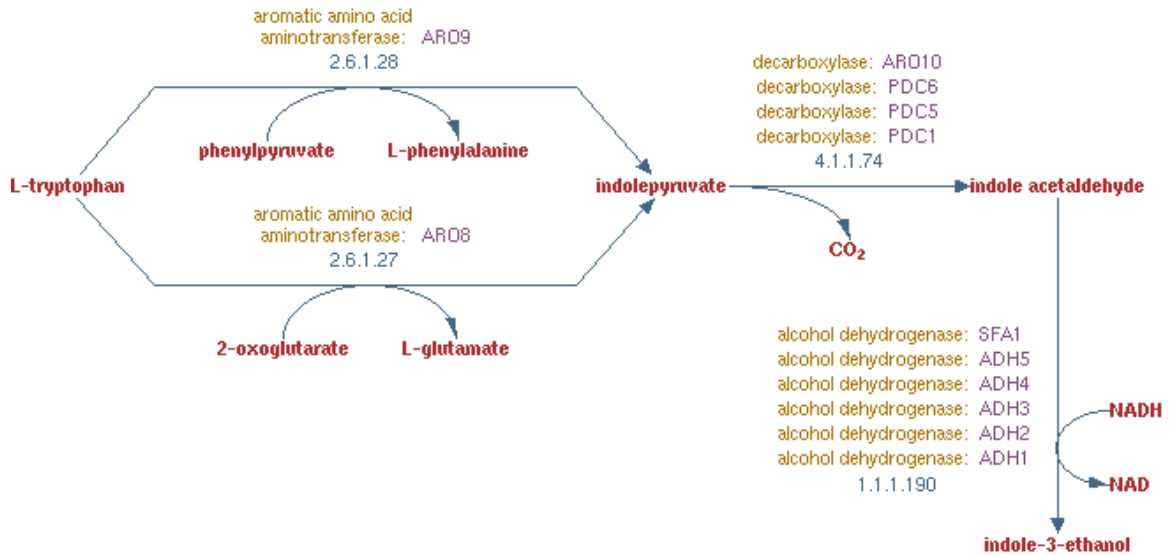 aromatic amino acid
aminotransferase: ARO9
2.6.1.28
phenylpyruvate L-phenylalanine
decarboxylase: ARO10
decarboxylase: PDC6
decarboxylase: PDC5
decarboxylase: PDC1
4.1.1.74
L-tryptophan indolepyruvate indole acetaldehyde
CO₂
aromatic amino acid
aminotransferase: ARO8
2.6.1.27
2-oxoglutarate L-glutamate
alcohol dehydrogenase: SFA1
alcohol dehydrogenase: ADH5
alcohol dehydrogenase: ADH4
alcohol dehydrogenase: ADH3
alcohol dehydrogenase: ADH2
alcohol dehydrogenase: ADH1
1.1.1.190
NADH
NAD
indole-3-ethanol